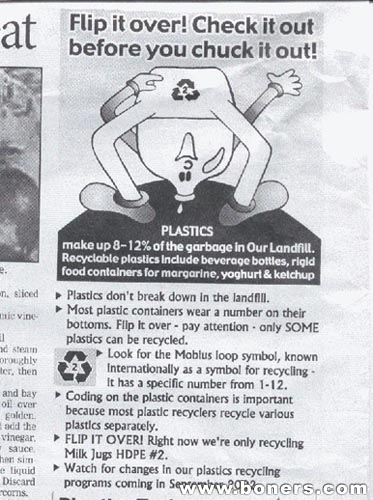 at
Flip it over! Check it out
before you chuck it out!
2
PLASTICS
make up 8-12% of the garbage in Our Landfill.
Recyclable plastics include beverage bottles, rigid
food containers for margarine, yoghurt & ketchup
▸ Plastics don't break down in the landfill.
▸ Most plastic containers wear a number on their
bottoms. Flip it over - pay attention - only SOME
plastics can be recycled.
2
▸ Look for the Mobius loop symbol, known
Internationally as a symbol for recycling -
It has a specific number from 1-12.
▸ Coding on the plastic containers is important
because most plastic recyclers recycle various
plastics separately.
▸ FLIP IT OVER! Right now we're only recycling
Milk Jugs HDPE #2.
▸ Watch for changes in our plastics recycling
programs coming in September
e.
on, sliced
vine-
nd steam
oroughly
ter, then
and bay
oil over
golden.
add the
vinegar,
sauce.
hen sim-
e liquid
Discard
corns.
www.boners.com